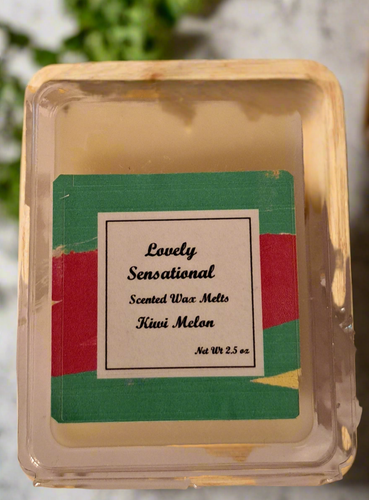 Lovely
Sensational
Scented Wax Melts
Kiwi Melon
Net Wt 2.5 oz